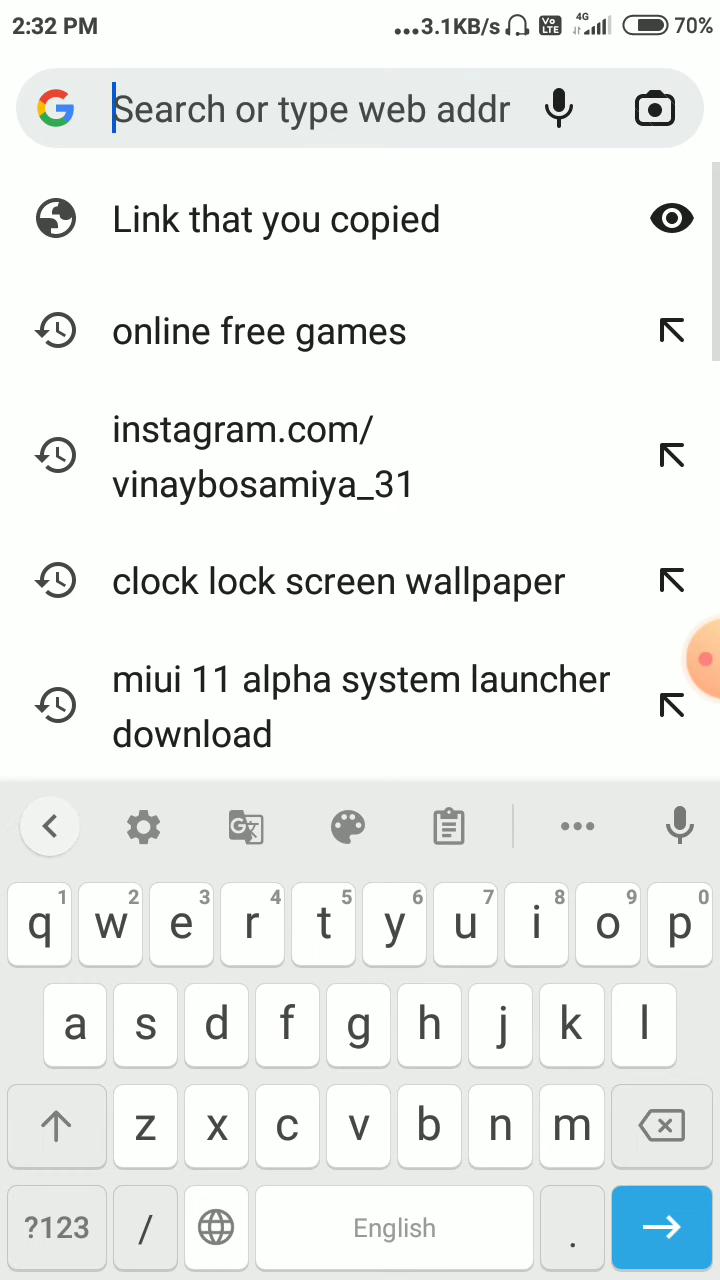 2:32 PM ...3.1KB/s Vo LTE 4G 70%
Search or type web addr
Link that you copied
online free games
instagram.com/
vinaybosamiya_31
clock lock screen wallpaper
miui 11 alpha system launcher
download
q 1 w 2 e 3 r 4 t 5 y 6 u 7 i 8 o 9 p 0
a s d f g h j k l
z x c v b n m
?123 / English .